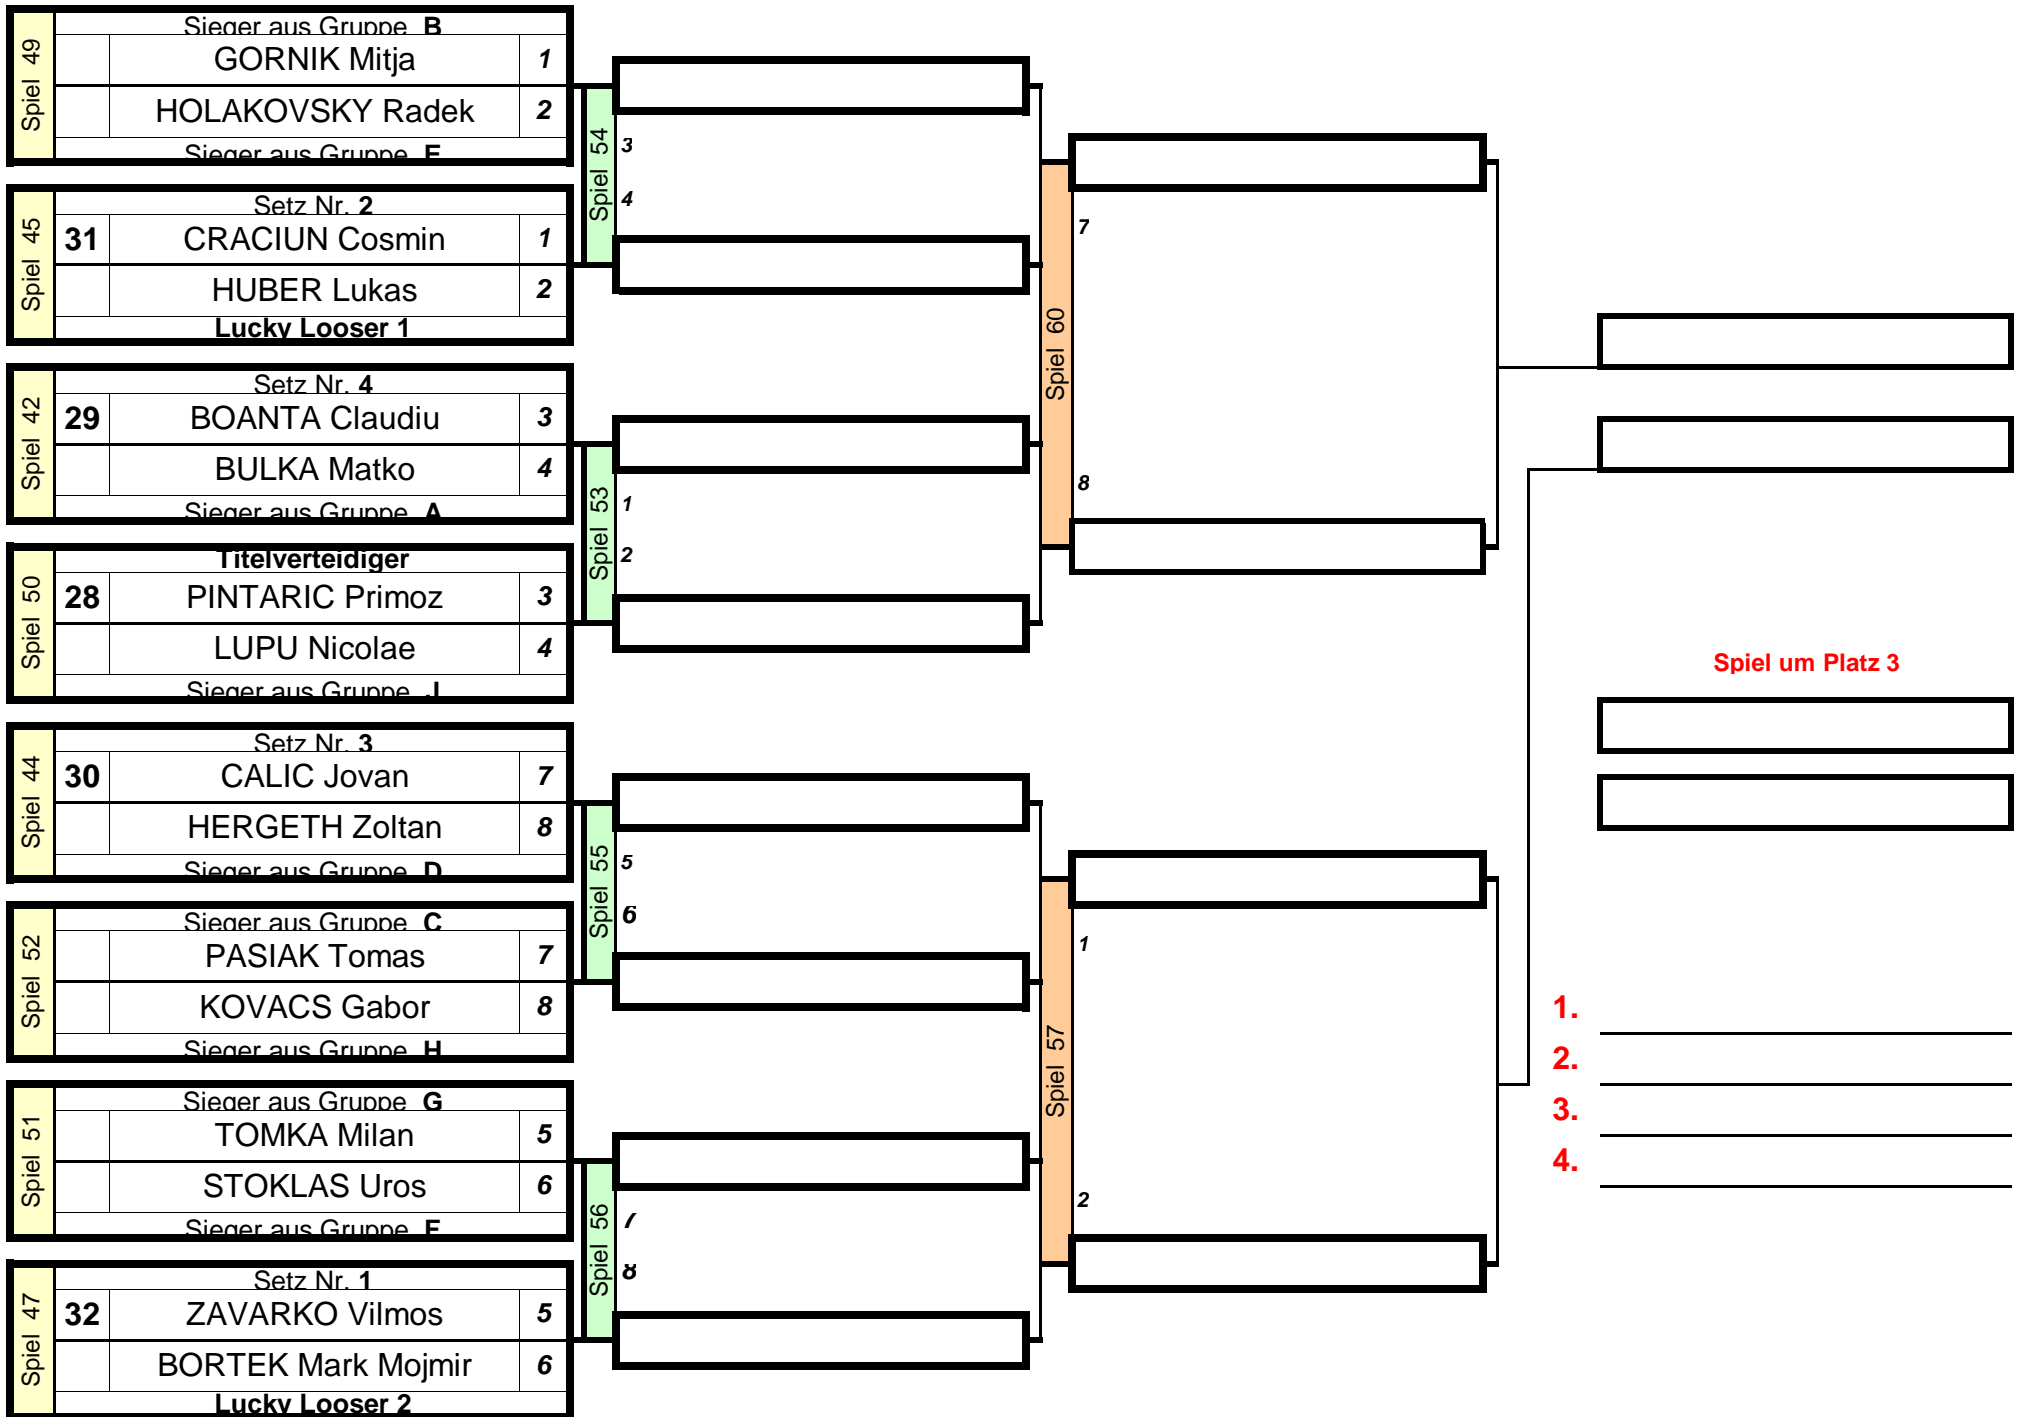 Spiel 49
Sieger aus Gruppe B
GORNIK Mitja 1
HOLAKOVSKY Radek 2
Sieger aus Gruppe
Spiel 45
Setz Nr. 2
31 CRACIUN Cosmin 1
HUBER Lukas 2
Lucky Looser 1
Spiel 42
Setz Nr. 4
29 BOANTA Claudiu 3
BULKA Matko 4
Sieger aus Gruppe A
Spiel 50
Titelverteidiger
28 PINTARIC Primoz 3
LUPU Nicolae 4
Sieger aus Gruppe J
Spiel 44
Setz Nr. 3
30 CALIC Jovan 7
HERGETH Zoltan 8
Sieger aus Gruppe D
Spiel 52
Sieger aus Gruppe C
PASIAK Tomas 7
KOVACS Gabor 8
Sieger aus Gruppe H
Spiel 51
Sieger aus Gruppe G
TOMKA Milan 5
STOKLAS Uros 6
Sieger aus Gruppe
Spiel 47
Setz Nr. 1
32 ZAVARKO Vilmos 5
BORTEK Mark Mojmir 6
Lucky Looser 2
Spiel 54
3
4
Spiel 53
1
2
Spiel 55
5
6
Spiel 56
7
8
Spiel 60
7
8
Spiel 57
1
2
Spiel um Platz 3
1.
2.
3.
4.